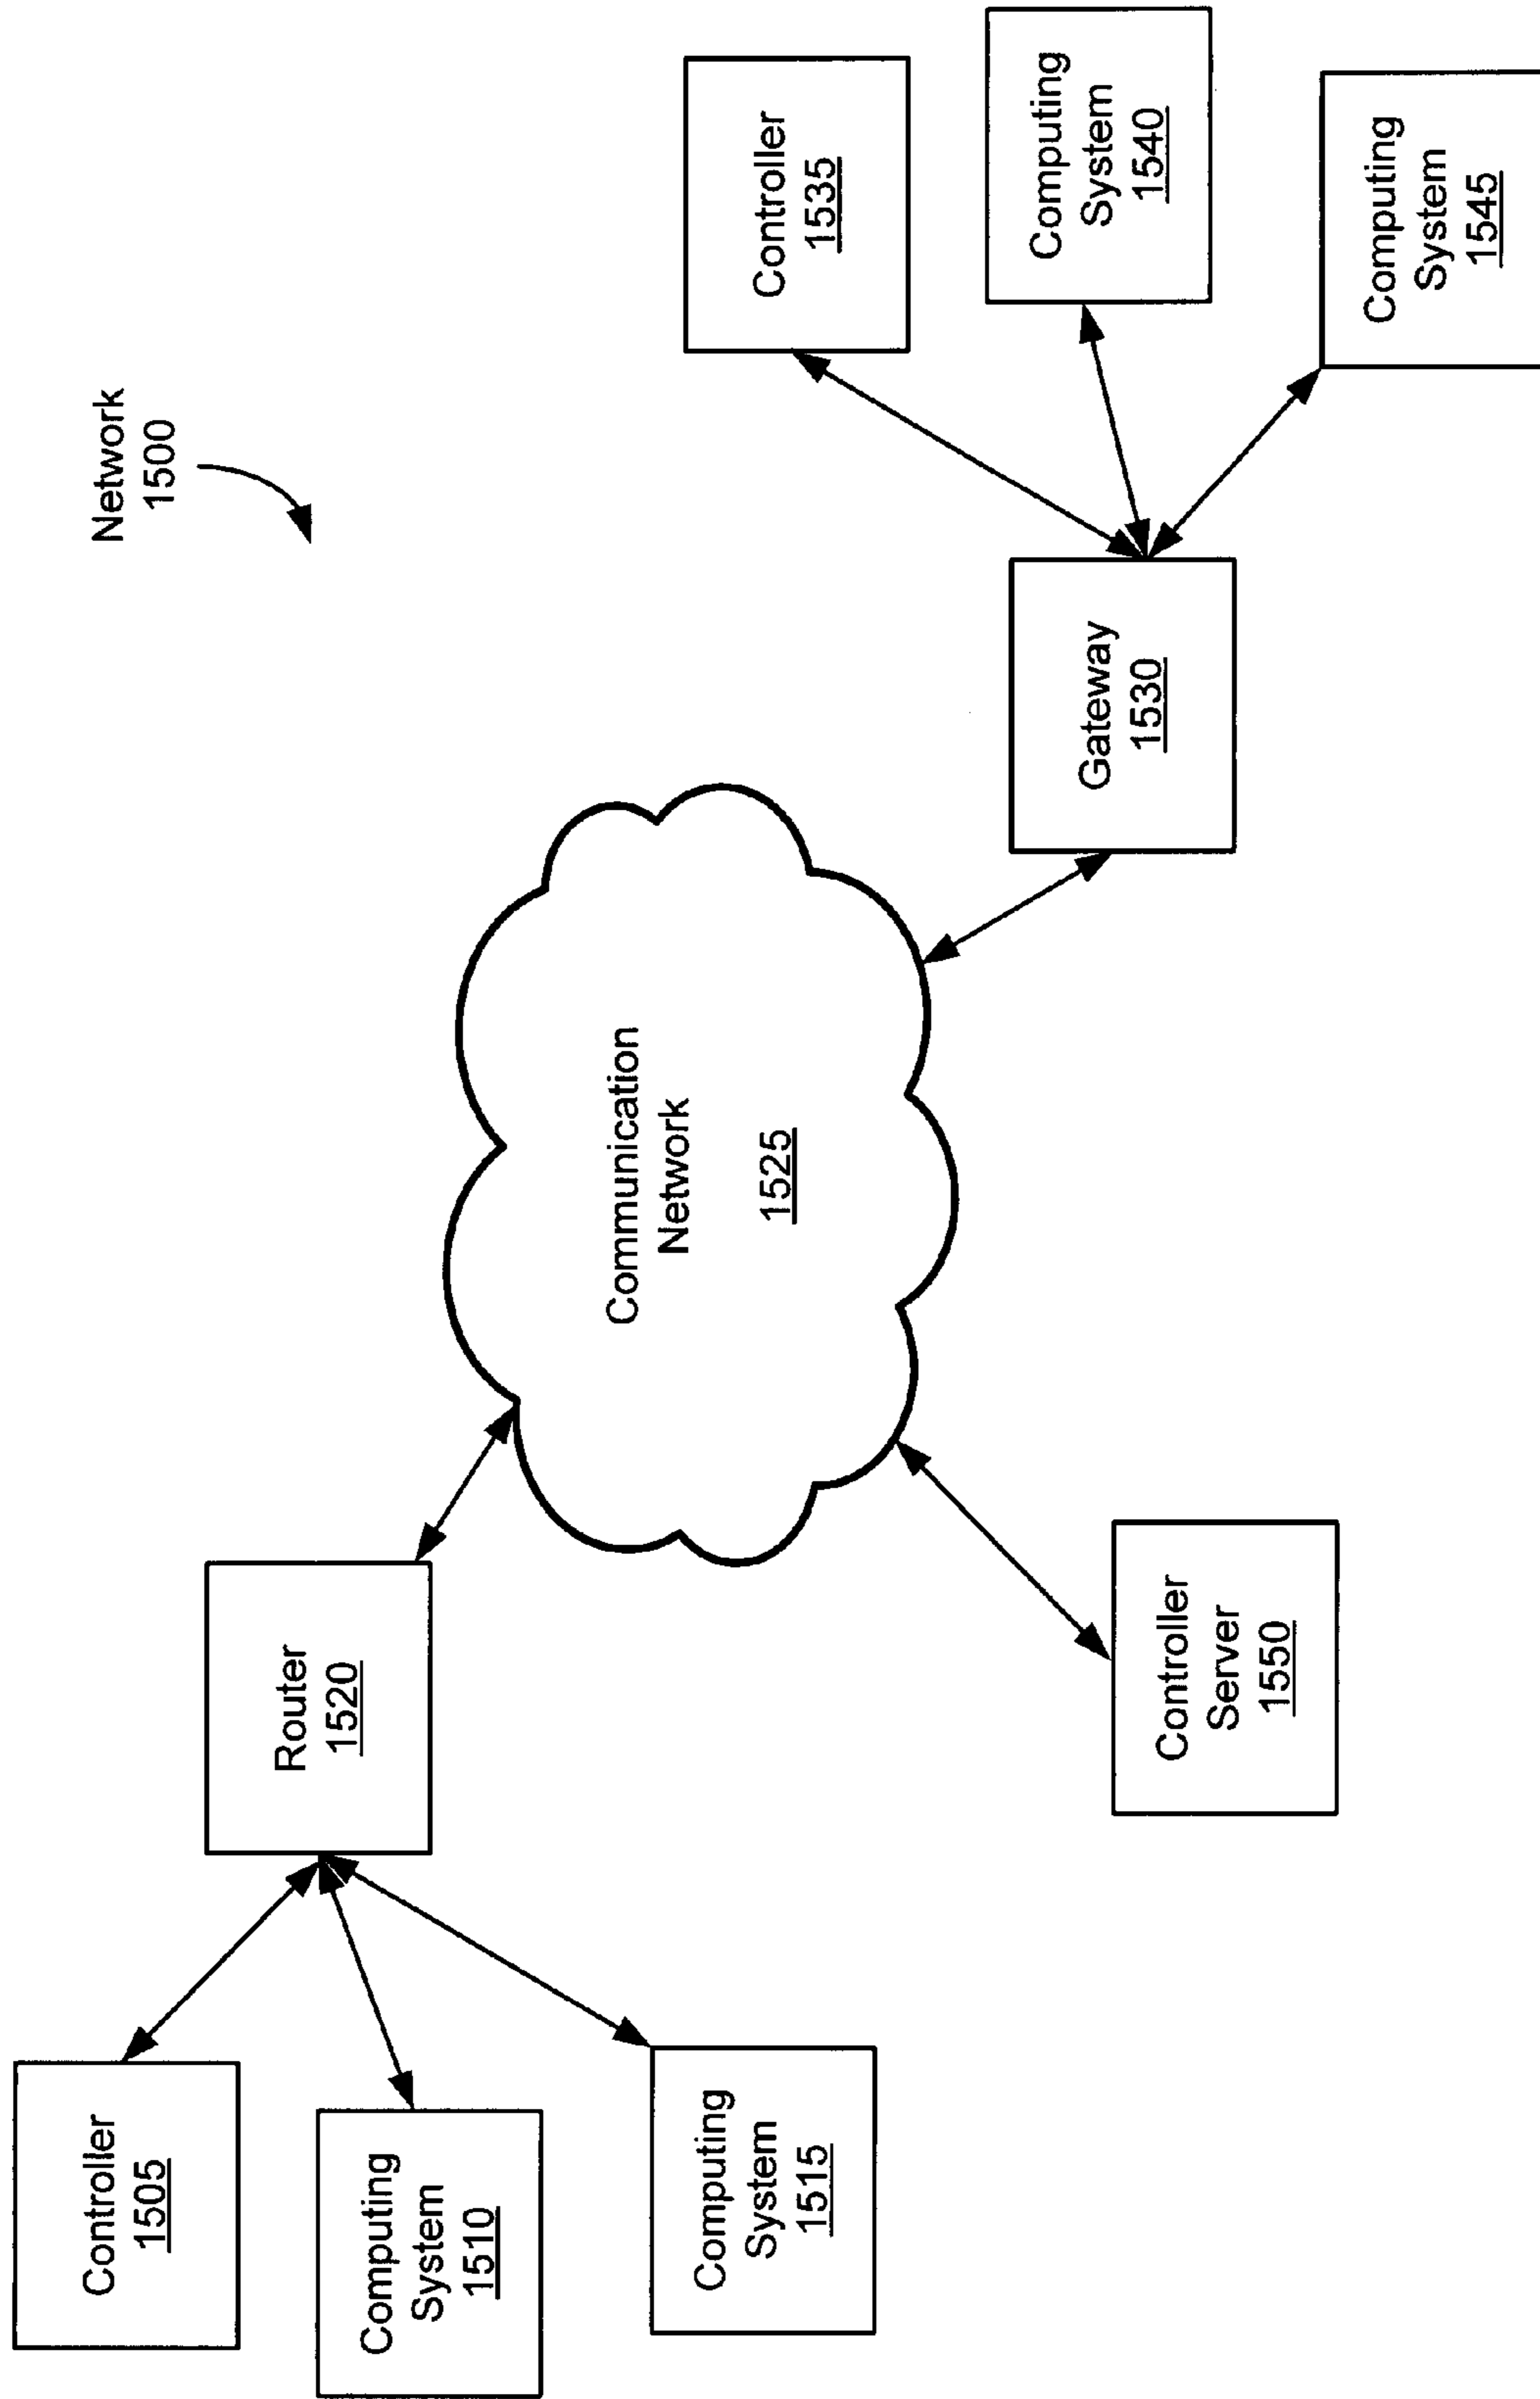 Network
1500
Controller
1505
Computing
System
1510
Computing
System
1515
Router
1520
Communication
Network
1525
Controller
Server
1550
Gateway
1530
Controller
1535
Computing
System
1540
Computing
System
1545